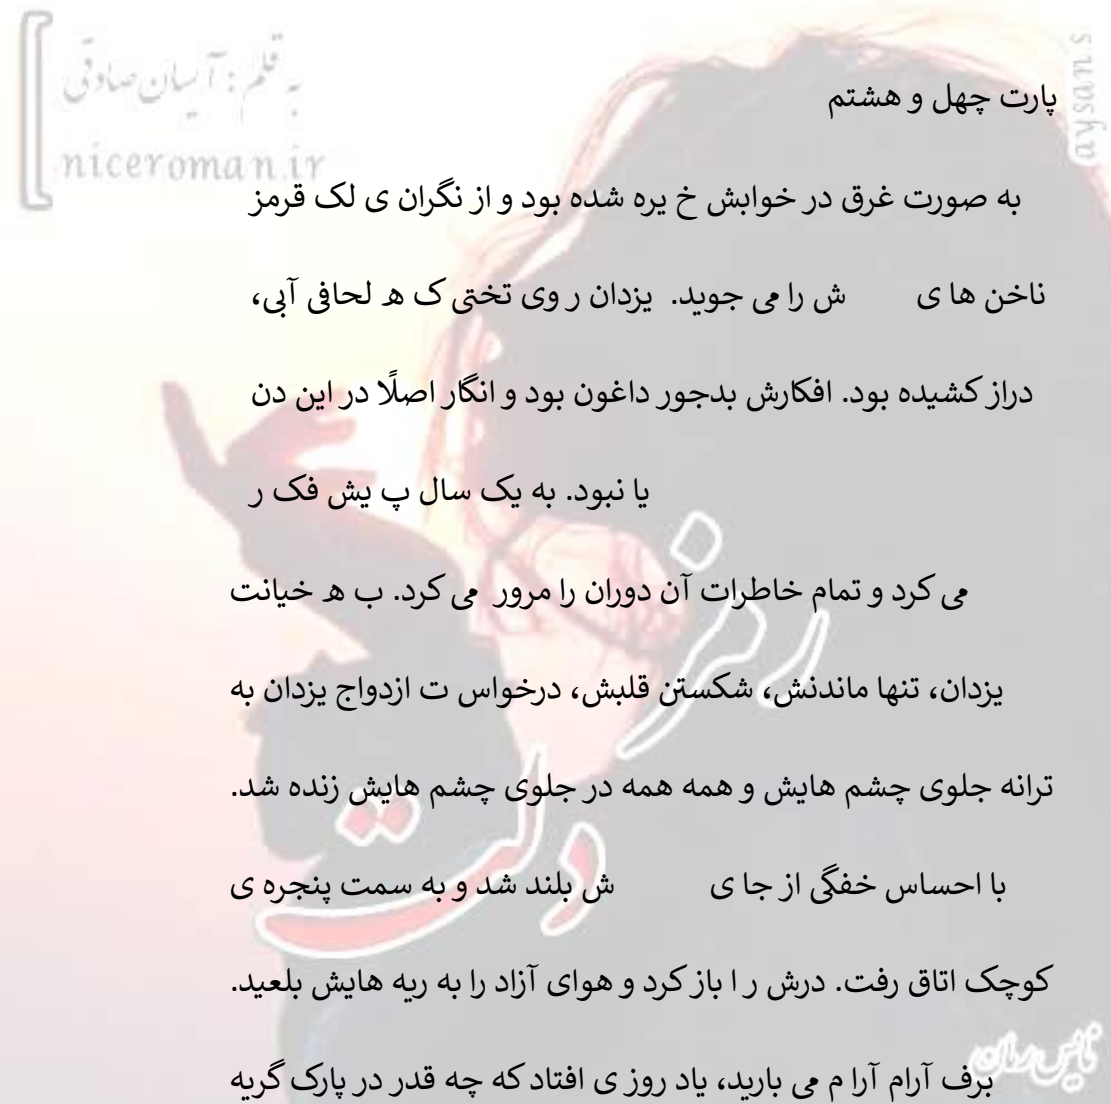 به قلم : آیسان صادقی
niceroman.ir
aysan s
پارت چهل و هشتم
به صورت غرق در خوابش خ یره شده بود و از نگران ی لک قرمز
ناخن ها ی ش را می جوید. یزدان ر وی تختی ک ه لحافی آبی،
دراز کشیده بود. افکارش بدجور داغون بود و انگار اصلًا در این دن
یا نبود. به یک سال پ یش فک ر
می کرد و تمام خاطرات آن دوران را مرور می کرد. ب ه خیانت
یزدان، تنها ماندنش، شکستن قلبش، درخواس ت ازدواج یزدان به
ترانه جلوی چشم هایش و همه همه در جلوی چشم هایش زنده شد.
با احساس خفگی از جا ی ش بلند شد و به سمت پنجره ی
کوچک اتاق رفت. درش ر ا باز کرد و هوای آزاد را به ریه هایش بلعید.
برف آرام آرا م می بارید، یاد روز ی افتاد که چه قدر در پارک گریه
رمز
دلت
نایس رمان